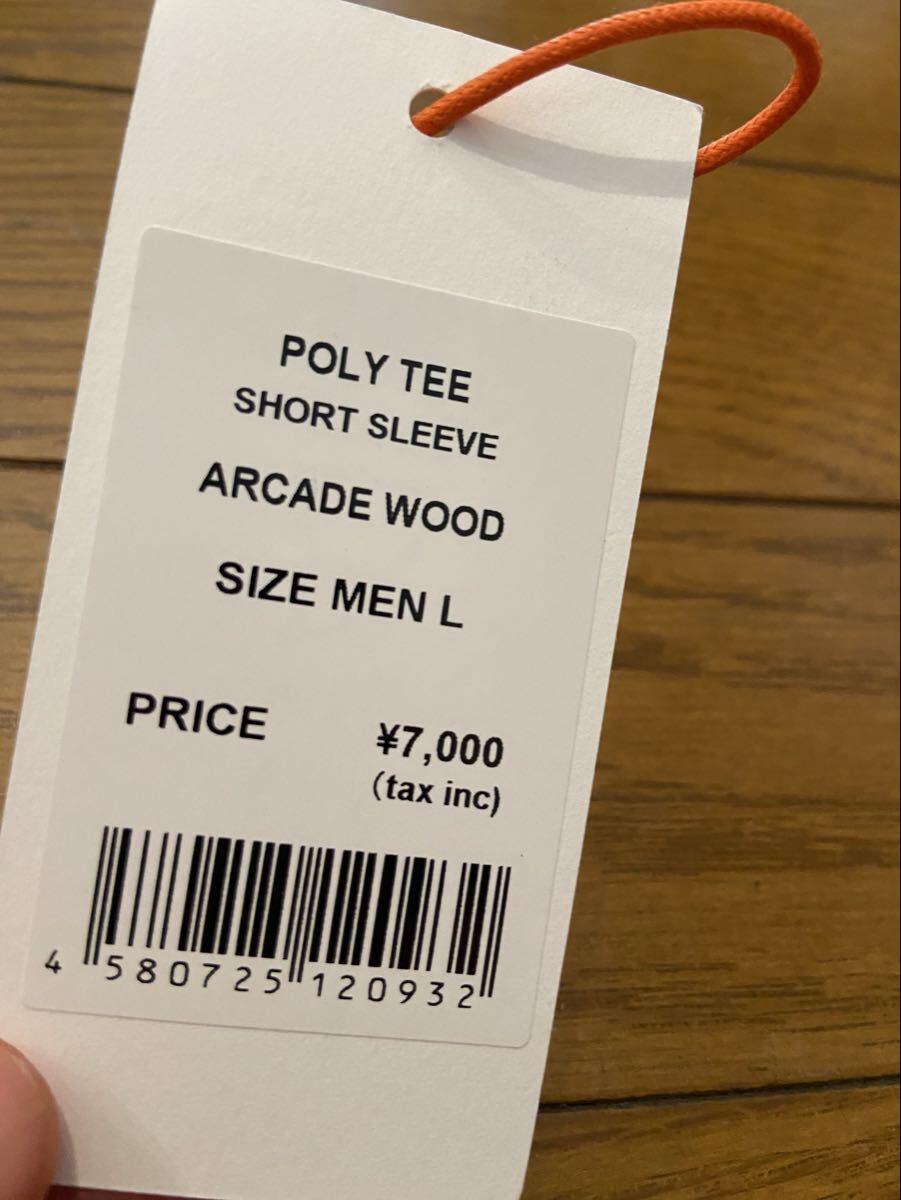 POLY TEE
SHORT SLEEVE
ARCADE WOOD
SIZE MEN L
PRICE ¥7,000
(tax inc)
4 580725 120932